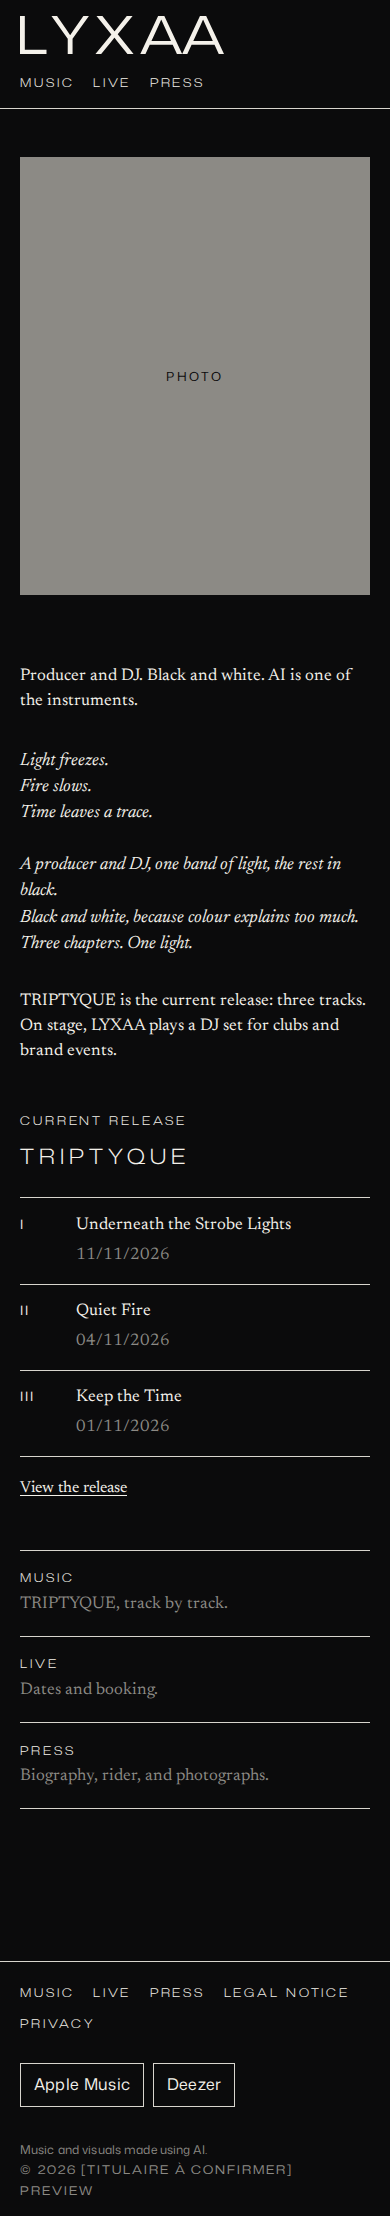 LYXAA
MUSIC LIVE PRESS
PHOTO
Producer and DJ. Black and white. AI is one of
the instruments.
Light freezes.
Fire slows.
Time leaves a trace.
A producer and DJ, one band of light, the rest in
black.
Black and white, because colour explains too much.
Three chapters. One light.
TRIPTYQUE is the current release: three tracks.
On stage, LYXAA plays a DJ set for clubs and
brand events.
CURRENT RELEASE
TRIPTYQUE
I Underneath the Strobe Lights
11/11/2026
II Quiet Fire
04/11/2026
III Keep the Time
01/11/2026
View the release
MUSIC
TRIPTYQUE, track by track.
LIVE
Dates and booking.
PRESS
Biography, rider, and photographs.
MUSIC LIVE PRESS LEGAL NOTICE
PRIVACY
Apple Music Deezer
Music and visuals made using AI.
© 2026 [TITULAIRE À CONFIRMER]
PREVIEW